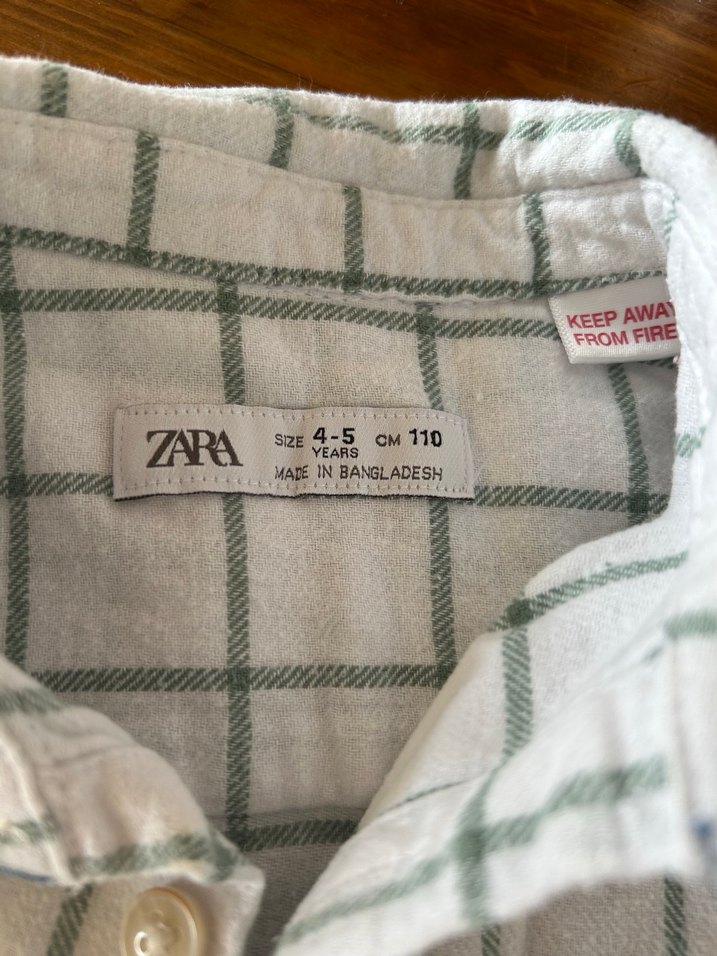 KEEP AWAY
FROM FIRE
ZARA
SIZE 4-5 CM 110
YEARS
MADE IN BANGLADESH